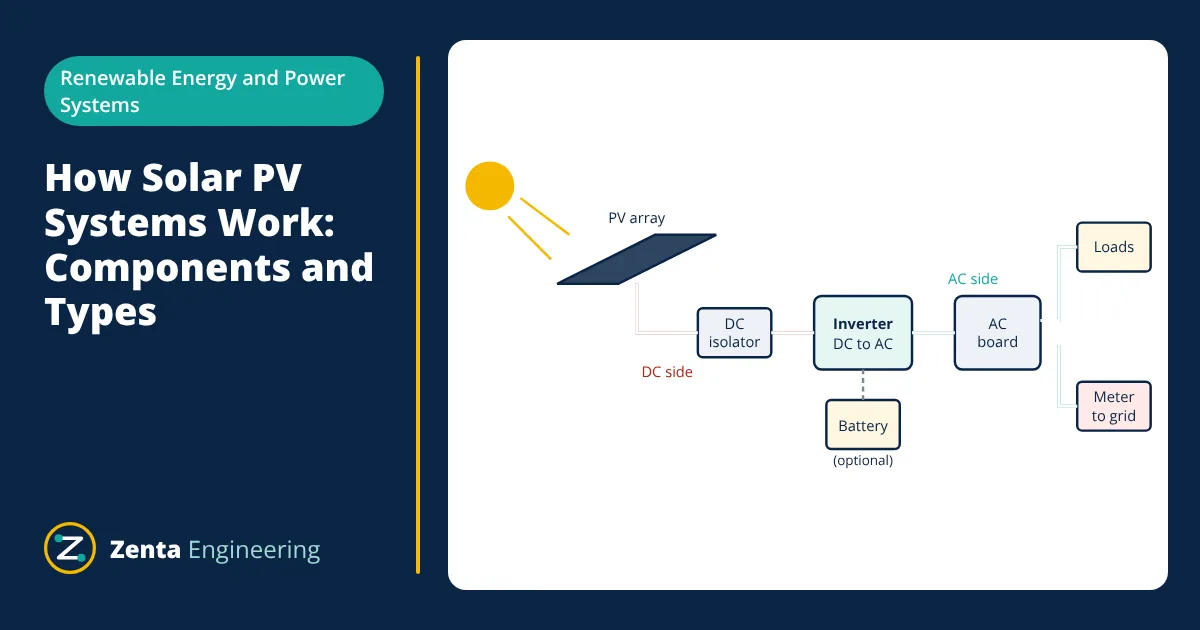 Renewable Energy and Power
Systems
How Solar PV
Systems Work:
Components and
Types
Zenta Engineering
PV array
DC
isolator
DC side
Inverter
DC to AC
Battery
(optional)
AC side
AC
board
Loads
Meter
to grid